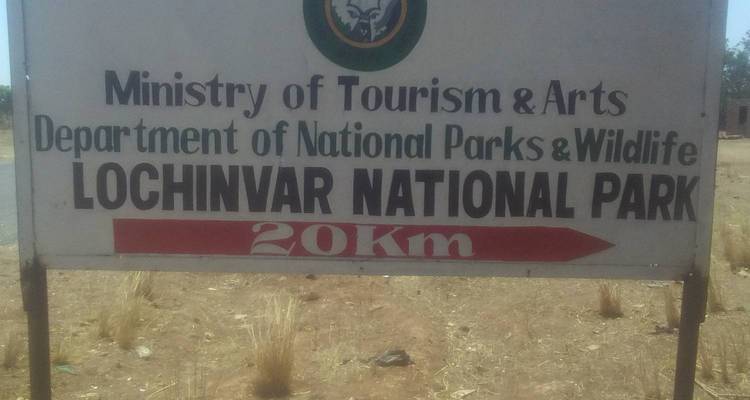 Ministry of Tourism & Arts
Department of National Parks & Wildlife
LOCHINVAR NATIONAL PARK
20Km